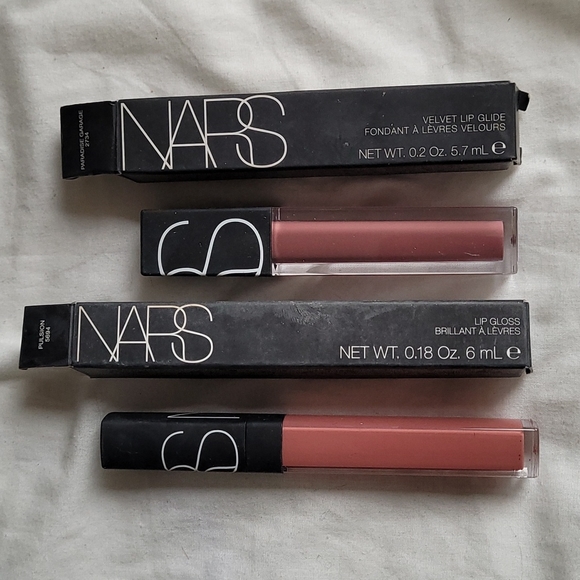 PARADISE GARAGE
2734
NARS
VELVET LIP GLIDE
FONDANT À LÈVRES VELOURS
NET WT. 0.2 Oz. 5.7 mL e
S
PULSION
5694
NARS
LIP GLOSS
BRILLANT À LÈVRES
NET WT. 0.18 Oz. 6 mL e
S